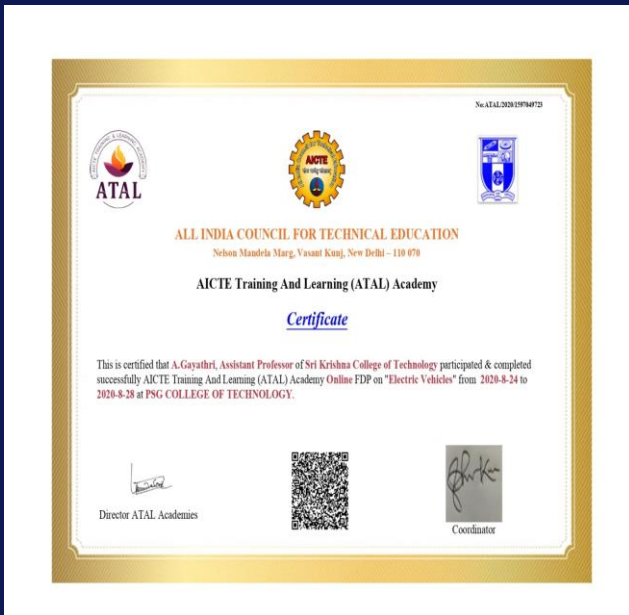 No:ATAL/2020/1597049723
ATAL
AICTE
ALL INDIA COUNCIL FOR TECHNICAL EDUCATION
Nelson Mandela Marg, Vasant Kunj, New Delhi – 110 070
AICTE Training And Learning (ATAL) Academy
Certificate
This is certified that A.Gayathri, Assistant Professor of Sri Krishna College of Technology participated & completed
successfully AICTE Training And Learning (ATAL) Academy Online FDP on "Electric Vehicles" from 2020-8-24 to
2020-8-28 at PSG COLLEGE OF TECHNOLOGY.
Director ATAL Academies
Coordinator